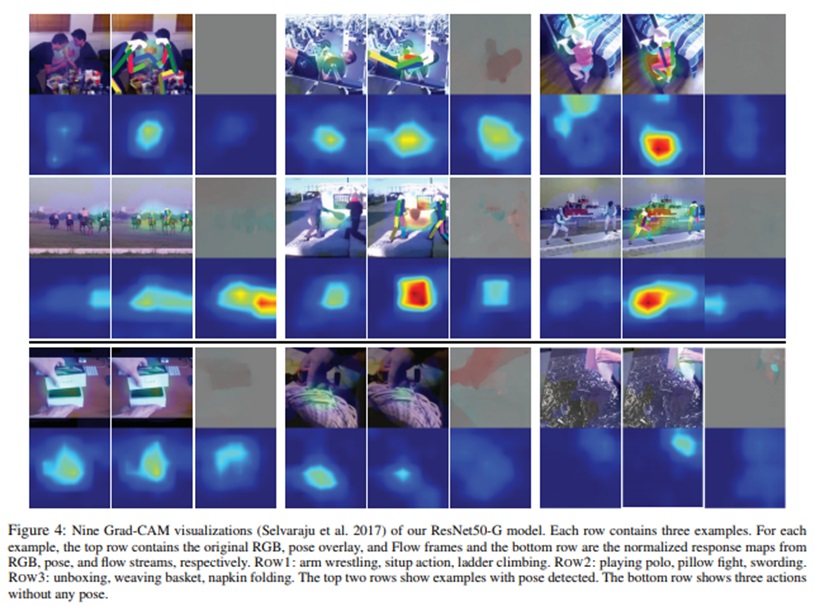 Figure 4: Nine Grad-CAM visualizations (Selvaraju et al. 2017) of our ResNet50-G model. Each row contains three examples. For each
example, the top row contains the original RGB, pose overlay, and Flow frames and the bottom row are the normalized response maps from
RGB, pose, and flow streams, respectively. ROW1: arm wrestling, situp action, ladder climbing. ROW2: playing polo, pillow fight, swording.
ROW3: unboxing, weaving basket, napkin folding. The top two rows show examples with pose detected. The bottom row shows three actions
without any pose.